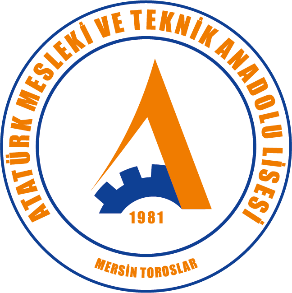 ATATÜRK MESLEKİ VE TEKNİK ANADOLU LİSESİ
1981
MERSİN TOROSLAR